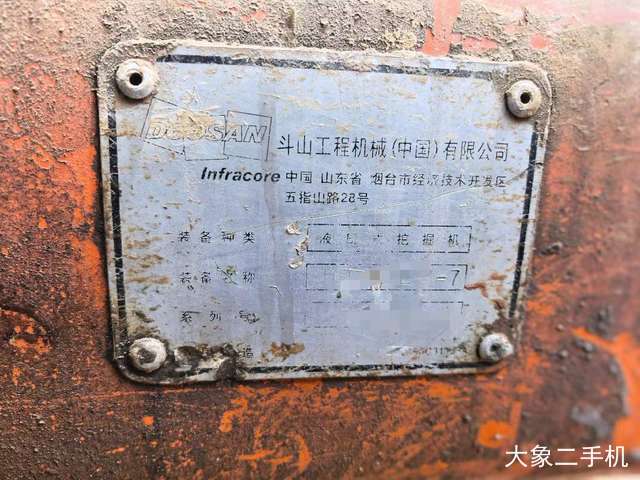 DOOSAN 斗山工程机械(中国)有限公司
Infracore 中国 山东省 烟台市经济技术开发区
五指山路28号
装备种类 液压式挖掘机
装备名称 -7
系列号
大象二手机